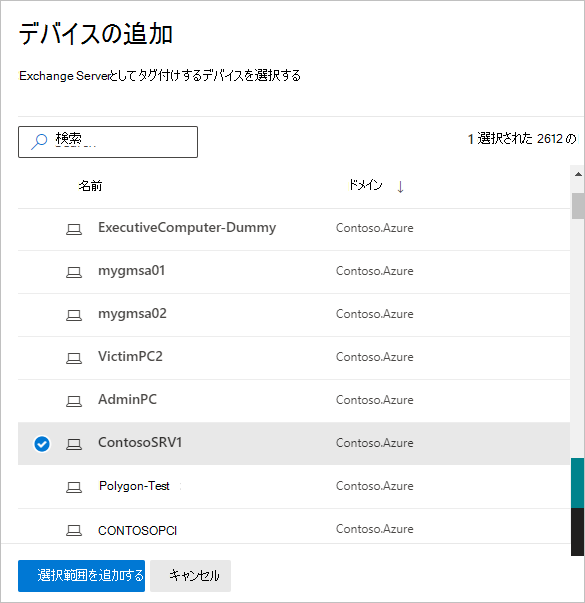 デバイスの追加
Exchange Serverとしてタグ付けするデバイスを選択する
検索
1 選択された 2612 の
名前 ドメイン ↓
ExecutiveComputer-Dummy Contoso.Azure
mygmsa01 Contoso.Azure
mygmsa02 Contoso.Azure
VictimPC2 Contoso.Azure
AdminPC Contoso.Azure
ContosoSRV1 Contoso.Azure
Polygon-Test Contoso.Azure
CONTOSOPCI Contoso.Azure
選択範囲を追加する キャンセル